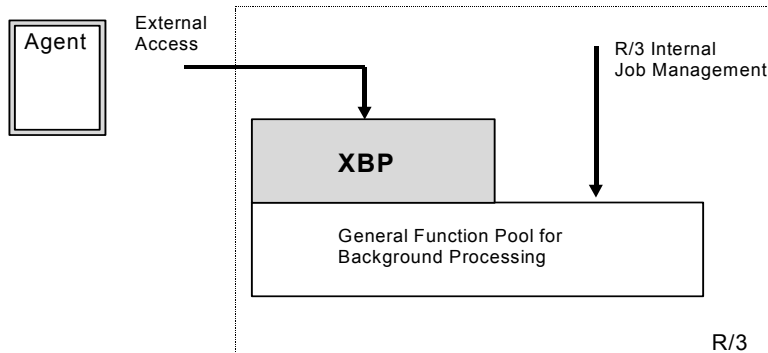 Agent
External
Access
R/3 Internal
Job Management
XBP
General Function Pool for
Background Processing
R/3